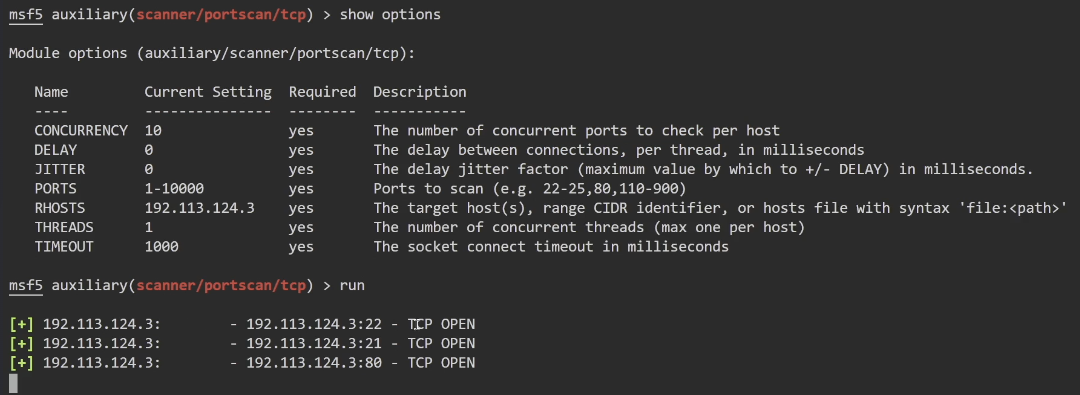 msf5 auxiliary(scanner/portscan/tcp) > show options
Module options (auxiliary/scanner/portscan/tcp):
Name Current Setting Required Description
---- --------------- -------- -----------
CONCURRENCY 10 yes The number of concurrent ports to check per host
DELAY 0 yes The delay between connections, per thread, in milliseconds
JITTER 0 yes The delay jitter factor (maximum value by which to +/- DELAY) in milliseconds.
PORTS 1-10000 yes Ports to scan (e.g. 22-25,80,110-900)
RHOSTS 192.113.124.3 yes The target host(s), range CIDR identifier, or hosts file with syntax 'file:<path>'
THREADS 1 yes The number of concurrent threads (max one per host)
TIMEOUT 1000 yes The socket connect timeout in milliseconds
msf5 auxiliary(scanner/portscan/tcp) > run
[+] 192.113.124.3: - 192.113.124.3:22 - TCP OPEN
[+] 192.113.124.3: - 192.113.124.3:21 - TCP OPEN
[+] 192.113.124.3: - 192.113.124.3:80 - TCP OPEN